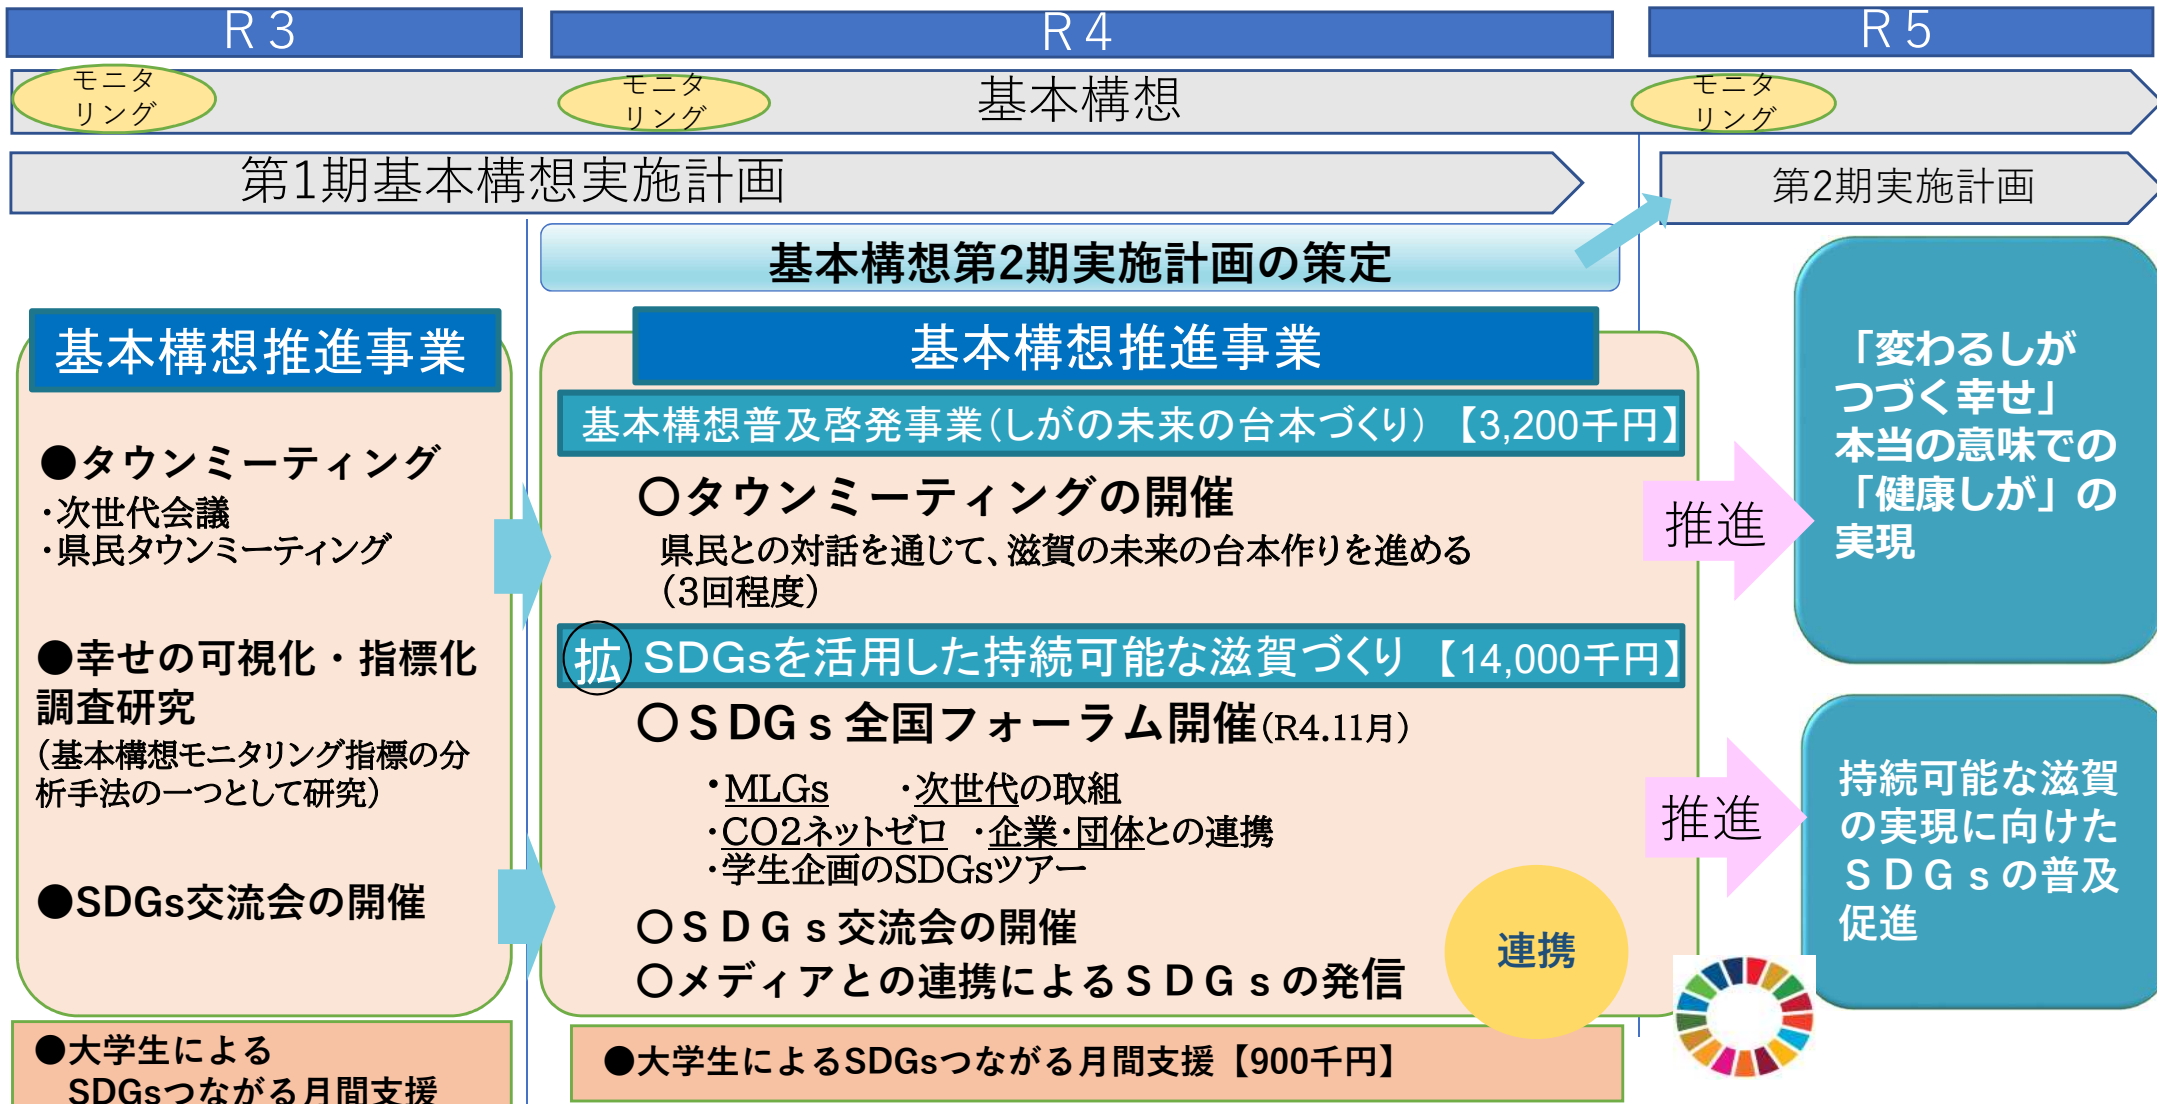 R３
R４
R５
モニタ
リング
モニタ
リング
基本構想
モニタ
リング
第1期基本構想実施計画
第2期実施計画
基本構想第2期実施計画の策定
基本構想推進事業
●タウンミーティング
・次世代会議
・県民タウンミーティング
●幸せの可視化・指標化
調査研究
（基本構想モニタリング指標の分
析手法の一つとして研究）
●SDGs交流会の開催
●大学生による
SDGsつながる月間支援
基本構想推進事業
基本構想普及啓発事業（しがの未来の台本づくり）【3,200千円】
〇タウンミーティングの開催
県民との対話を通じて、滋賀の未来の台本作りを進める
（３回程度）
拡 SDGsを活用した持続可能な滋賀づくり 【14,000千円】
〇ＳDGｓ全国フォーラム開催（R4.11月）
・MLGs ・次世代の取組
・CO2ネットゼロ ・企業・団体との連携
・学生企画のSDGsツアー
〇ＳＤＧｓ交流会の開催
〇メディアとの連携によるＳＤＧｓの発信
連携
●大学生によるSDGsつながる月間支援【900千円】
推進
「変わるしが
つづく幸せ」
本当の意味での
「健康しが」の
実現
推進
持続可能な滋賀
の実現に向けた
ＳＤＧｓの普及
促進